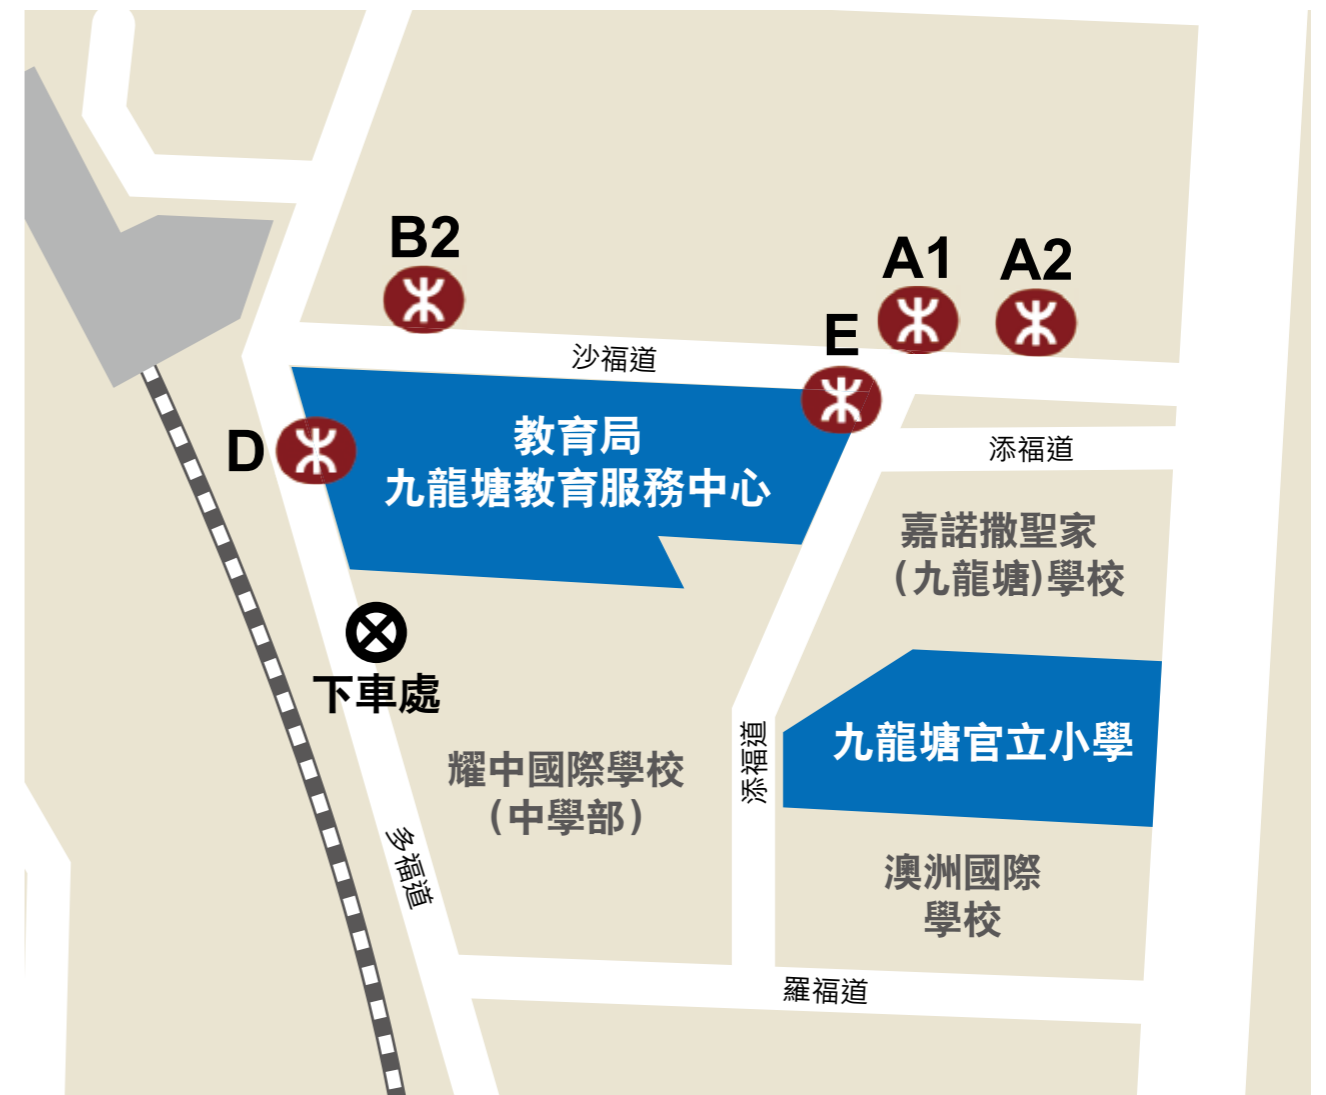 B2
A1
A2
E
沙福道
D
教育局
九龍塘教育服務中心
添福道
嘉諾撒聖家
(九龍塘)學校
下車處
九龍塘官立小學
添福道
耀中國際學校
(中學部)
多福道
澳洲國際
學校
羅福道